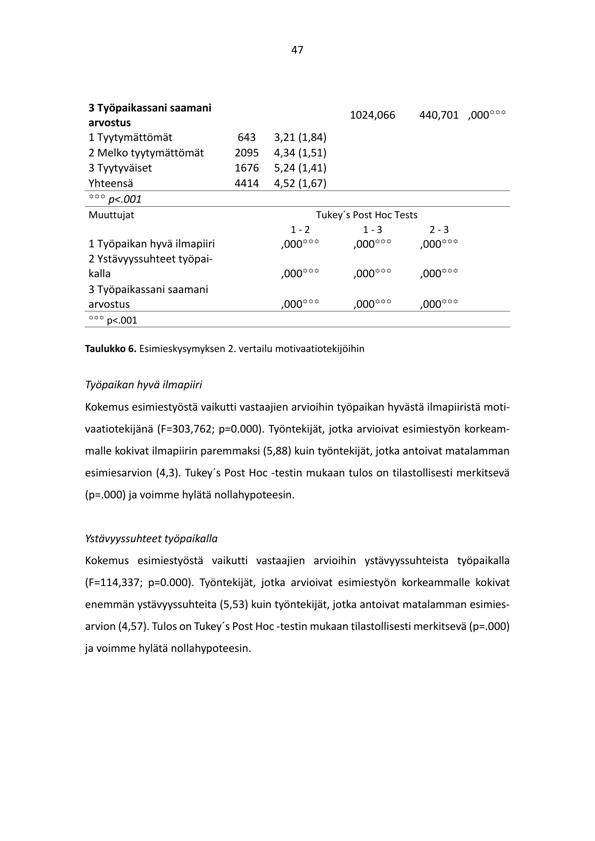 47
3 Työpaikassani saamani
arvostus
1024,066 440,701 ,000°°°
1 Tyytymättömät 643 3,21 (1,84)
2 Melko tyytymättömät 2095 4,34 (1,51)
3 Tyytyväiset 1676 5,24 (1,41)
Yhteensä 4414 4,52 (1,67)
°°° p<.001
Muuttujat Tukey´s Post Hoc Tests
1 - 2 1 - 3 2 - 3
1 Työpaikan hyvä ilmapiiri ,000°°° ,000°°° ,000°°°
2 Ystävyyssuhteet työpai-
kalla ,000°°° ,000°°° ,000°°°
3 Työpaikassani saamani
arvostus ,000°°° ,000°°° ,000°°°
°°° p<.001
Taulukko 6. Esimieskysymyksen 2. vertailu motivaatiotekijöihin
Työpaikan hyvä ilmapiiri
Kokemus esimiestyöstä vaikutti vastaajien arvioihin työpaikan hyvästä ilmapiiristä moti-
vaatiotekijänä (F=303,762; p=0.000). Työntekijät, jotka arvioivat esimiestyön korkeam-
malle kokivat ilmapiirin paremmaksi (5,88) kuin työntekijät, jotka antoivat matalamman
esimiesarvion (4,3). Tukey´s Post Hoc -testin mukaan tulos on tilastollisesti merkitsevä
(p=.000) ja voimme hylätä nollahypoteesin.
Ystävyyssuhteet työpaikalla
Kokemus esimiestyöstä vaikutti vastaajien arvioihin ystävyyssuhteista työpaikalla
(F=114,337; p=0.000). Työntekijät, jotka arvioivat esimiestyön korkeammalle kokivat
enemmän ystävyyssuhteita (5,53) kuin työntekijät, jotka antoivat matalamman esimies-
arvion (4,57). Tulos on Tukey´s Post Hoc -testin mukaan tilastollisesti merkitsevä (p=.000)
ja voimme hylätä nollahypoteesin.